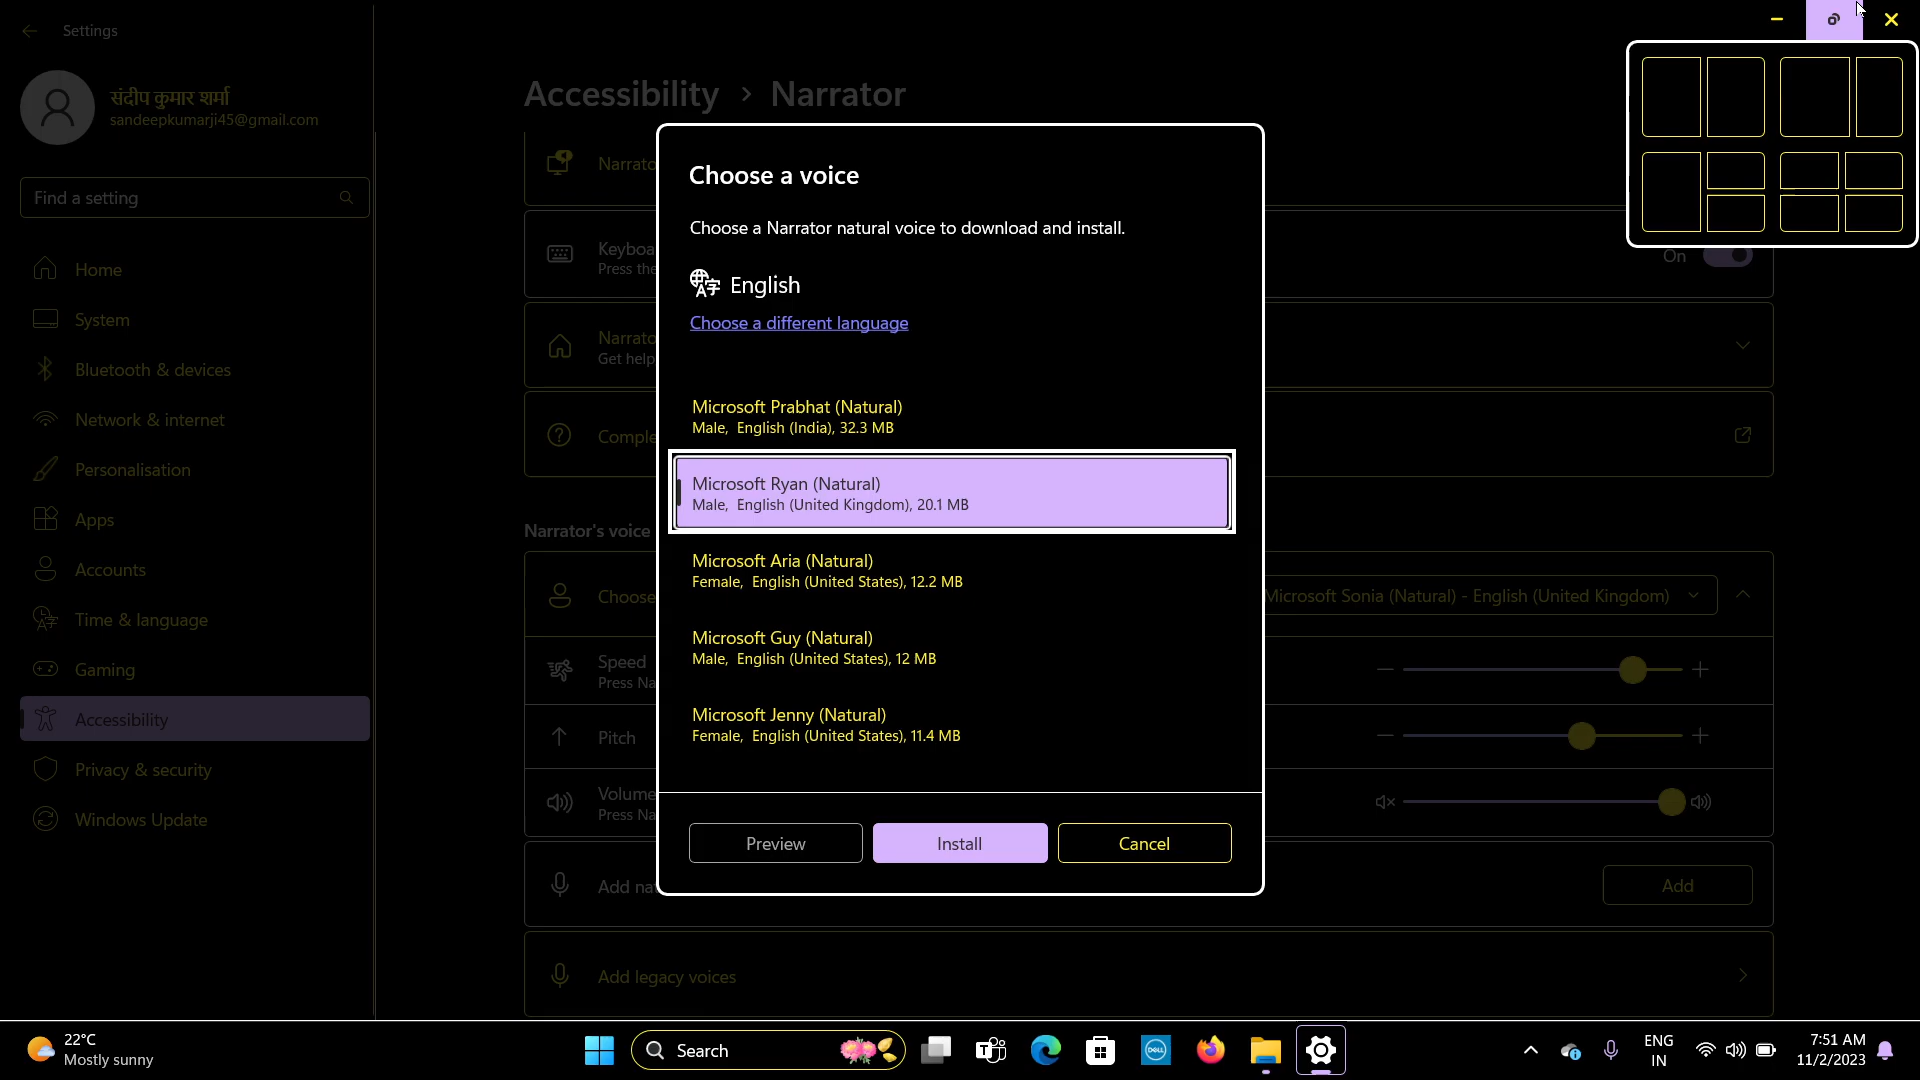 Settings
संदीप कुमार शर्मा
sandeepkumarji45@gmail.com
Find a setting
Home
System
Bluetooth & devices
Network & internet
Personalisation
Apps
Accounts
Time & language
Gaming
Accessibility
Privacy & security
Windows Update
Accessibility > Narrator
Narrato
Keyboa
Press the
On
Narrato
Get help
Comple
Narrator's voice
Choose
Microsoft Sonia (Natural) - English (United Kingdom)
Speed
Press Na
Pitch
Volume
Press Na
Add na
Add
Add legacy voices
Choose a voice
Choose a Narrator natural voice to download and install.
English
Choose a different language
Microsoft Prabhat (Natural)
Male, English (India), 32.3 MB
Microsoft Ryan (Natural)
Male, English (United Kingdom), 20.1 MB
Microsoft Aria (Natural)
Female, English (United States), 12.2 MB
Microsoft Guy (Natural)
Male, English (United States), 12 MB
Microsoft Jenny (Natural)
Female, English (United States), 11.4 MB
Preview
Install
Cancel
22°C
Mostly sunny
Search
DELL
ENG
IN
7:51 AM
11/2/2023